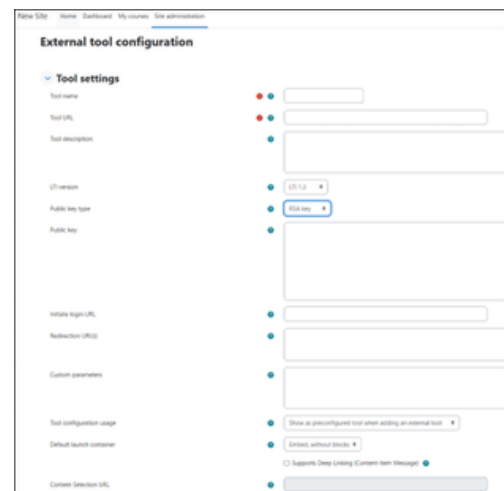 New Site Home Dashboard My courses Site administration
External tool configuration
Tool settings
Tool name
Tool URL
Tool description
LTI version LTI 1.3
Public key type RSA key
Public key
Initiate login URL
Redirection URI(s)
Custom parameters
Tool configuration usage Show as preconfigured tool when adding an external tool
Default launch container Embed, without blocks
Supports Deep Linking (Content-Item Message)
Content Selection URL